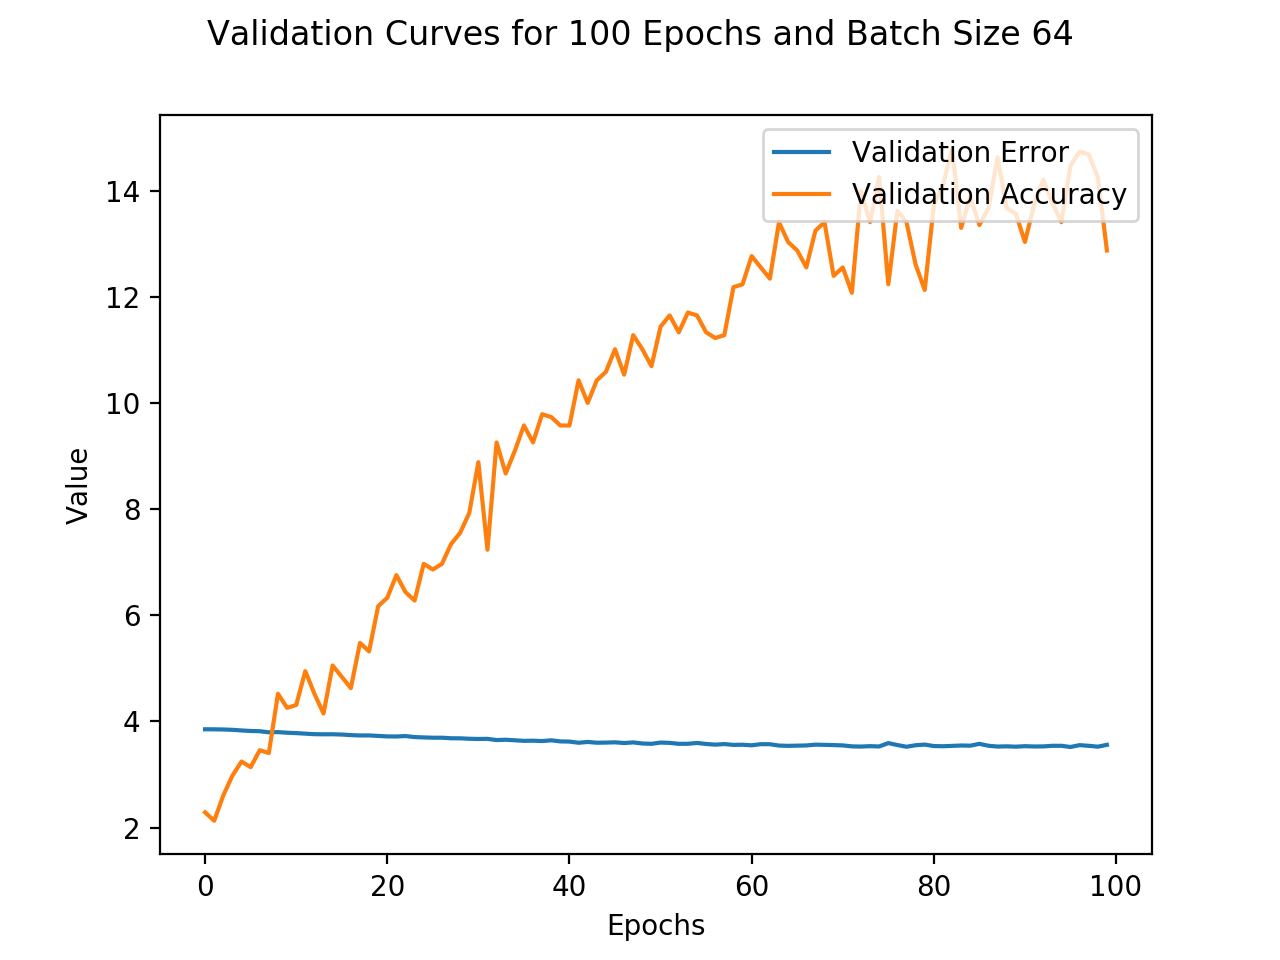 Validation Curves for 100 Epochs and Batch Size 64
Validation Error
Validation Accuracy
14
12
10
8
6
4
2
Value
0 20 40 60 80 100
Epochs